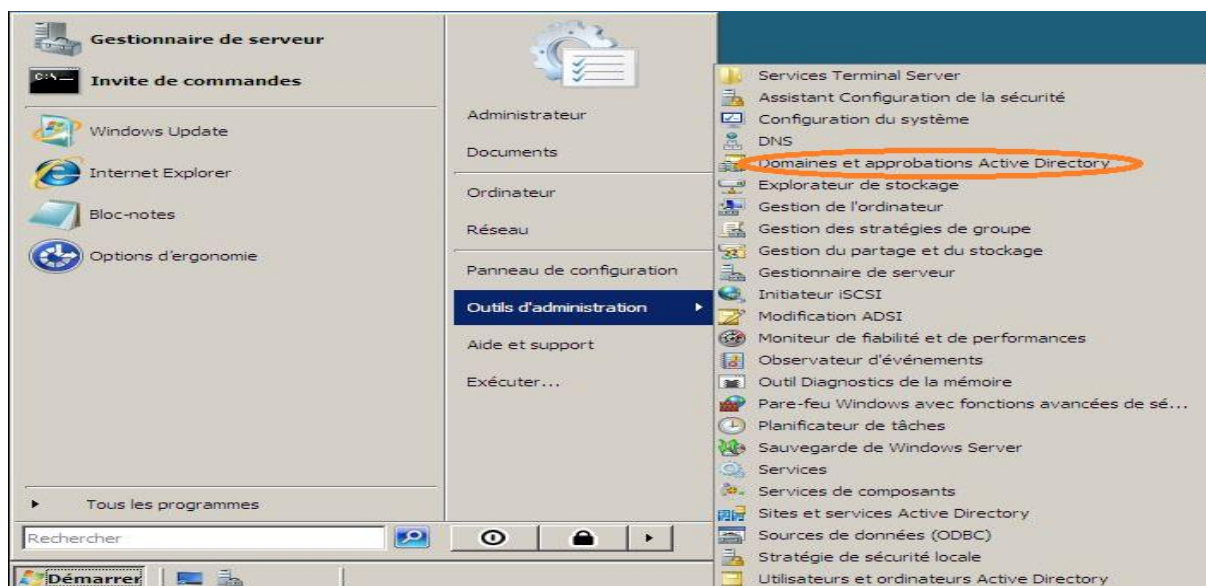 Gestionnaire de serveur
C:\
Invite de commandes
Windows Update
Internet Explorer
Bloc-notes
Options d'ergonomie
Tous les programmes
Rechercher
Démarrer
Administrateur
Documents
Ordinateur
Réseau
Panneau de configuration
Outils d'administration
Aide et support
Exécuter...
Services Terminal Server
Assistant Configuration de la sécurité
Configuration du système
DNS
Domaines et approbations Active Directory
Explorateur de stockage
Gestion de l'ordinateur
Gestion des stratégies de groupe
Gestion du partage et du stockage
Gestionnaire de serveur
Initiateur iSCSI
Modification ADSI
Moniteur de fiabilité et de performances
Observateur d'événements
Outil Diagnostics de la mémoire
Pare-feu Windows avec fonctions avancées de sé...
Planificateur de tâches
Sauvegarde de Windows Server
Services
Services de composants
Sites et services Active Directory
Sources de données (ODBC)
Stratégie de sécurité locale
Utilisateurs et ordinateurs Active Directory